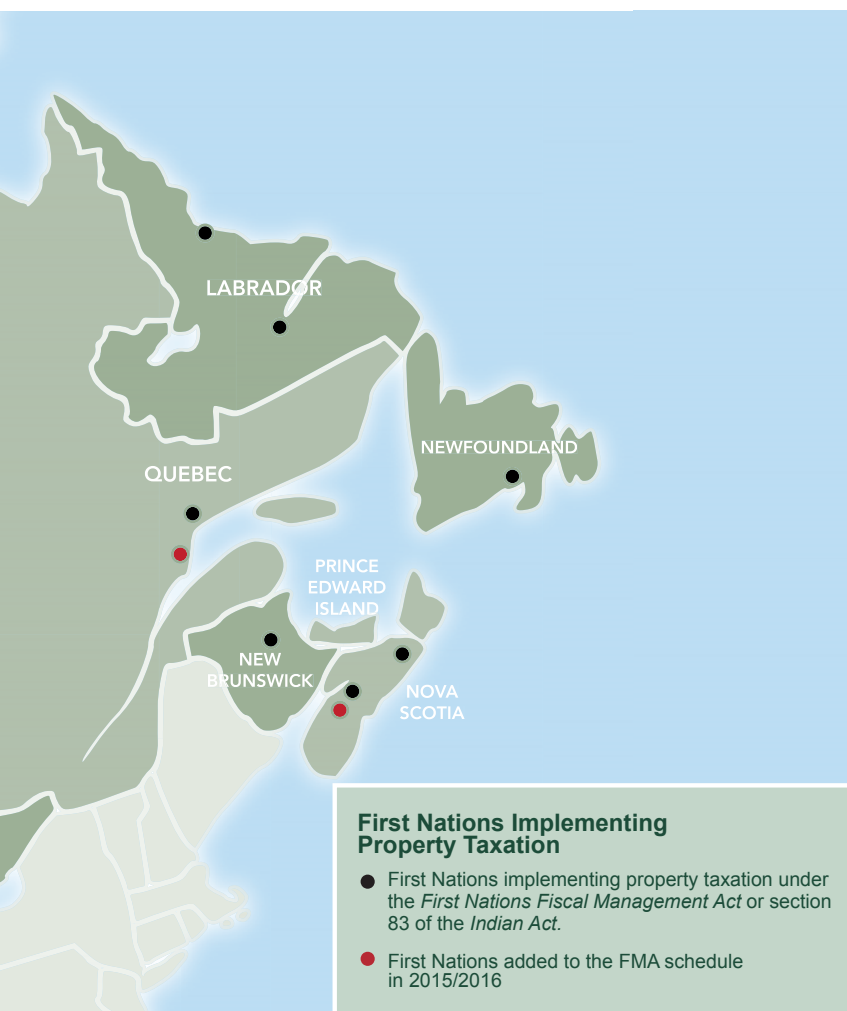 LABRADOR
NEWFOUNDLAND
QUEBEC
PRINCE
EDWARD
ISLAND
NEW
BRUNSWICK
NOVA
SCOTIA
First Nations Implementing
Property Taxation
First Nations implementing property taxation under
the First Nations Fiscal Management Act or section
83 of the Indian Act.
First Nations added to the FMA schedule
in 2015/2016